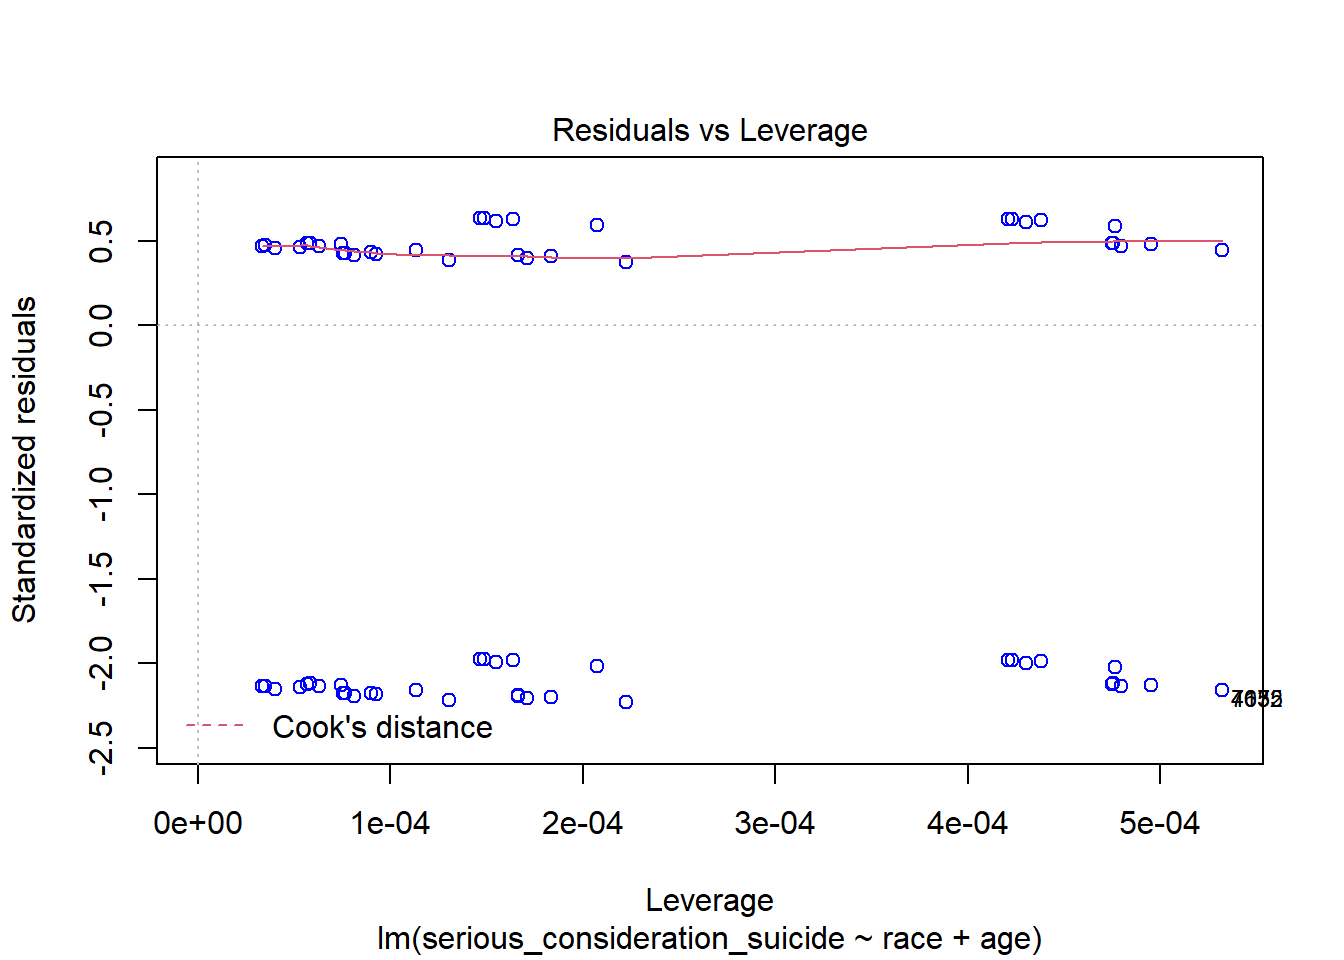 Residuals vs Leverage
Standardized residuals
0.5
0.0
-0.5
-1.0
-1.5
-2.0
-2.5
Cook's distance
0e+00 1e-04 2e-04 3e-04 4e-04 5e-04
Leverage
lm(serious_consideration_suicide ~ race + age)